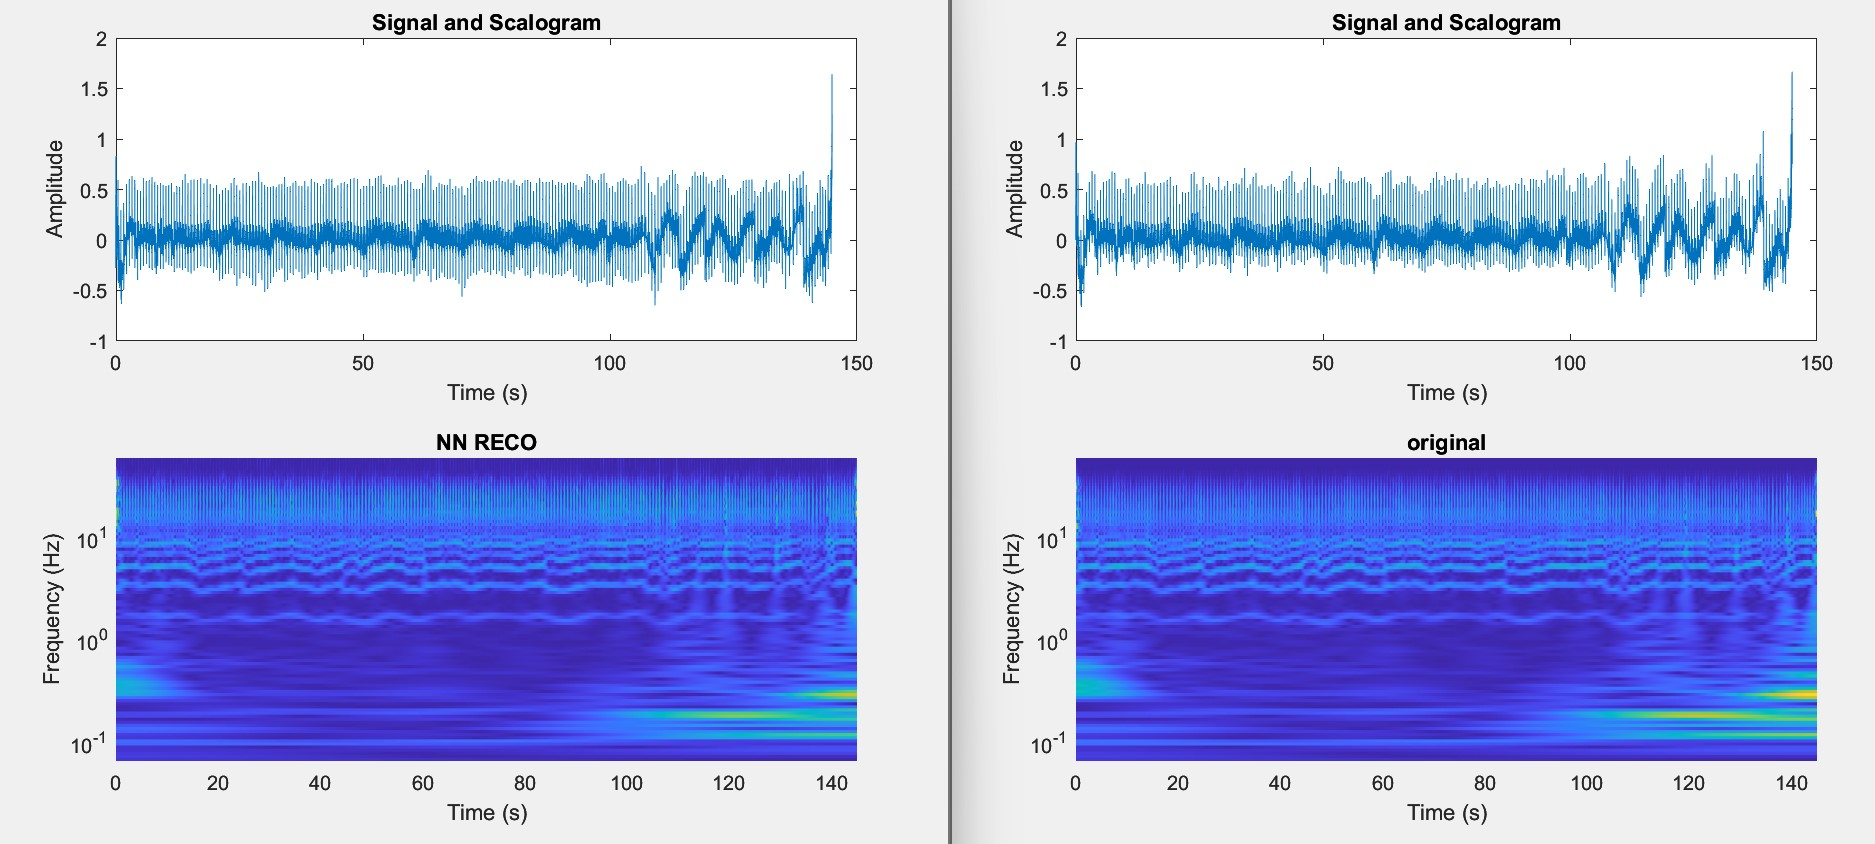 Signal and Scalogram
2
1.5
1
0.5
0
-0.5
-1
Amplitude
0 50 100 150
Time (s)
NN RECO
10^1
10^0
10^-1
Frequency (Hz)
0 20 40 60 80 100 120 140
Time (s)
Signal and Scalogram
2
1.5
1
0.5
0
-0.5
-1
Amplitude
0 50 100 150
Time (s)
original
10^1
10^0
10^-1
Frequency (Hz)
0 20 40 60 80 100 120 140
Time (s)